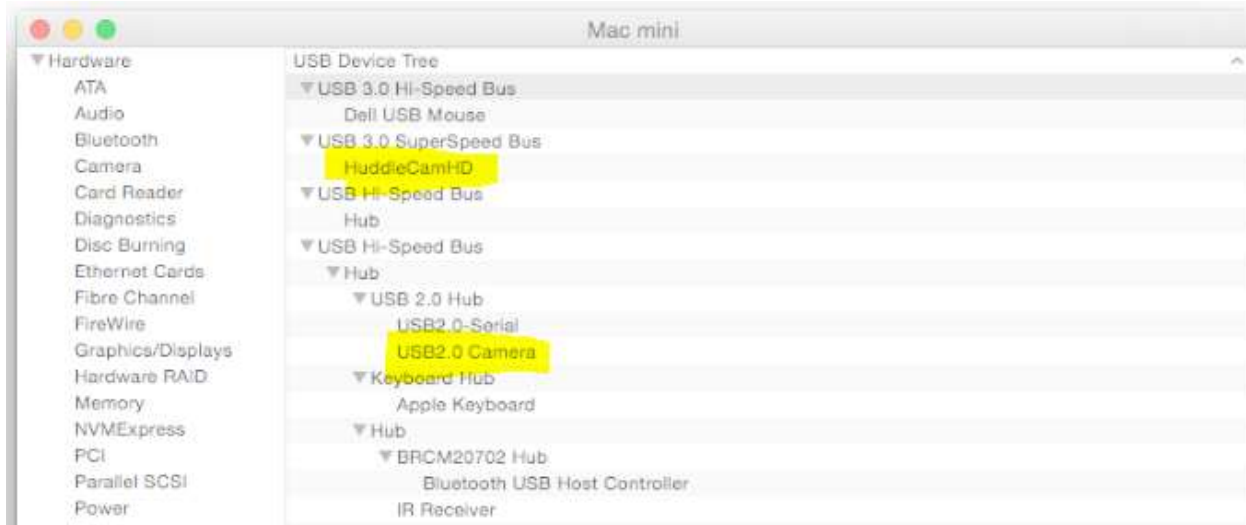 Mac mini
Hardware
ATA
Audio
Bluetooth
Camera
Card Reader
Diagnostics
Disc Burning
Ethernet Cards
Fibre Channel
FireWire
Graphics/Displays
Hardware RAID
Memory
NVMExpress
PCI
Parallel SCSI
Power
USB Device Tree
USB 3.0 Hi-Speed Bus
Dell USB Mouse
USB 3.0 SuperSpeed Bus
HuddleCamHD
USB Hi-Speed Bus
Hub
USB Hi-Speed Bus
Hub
USB 2.0 Hub
USB2.0-Serial
USB2.0 Camera
Keyboard Hub
Apple Keyboard
Hub
BRCM20702 Hub
Bluetooth USB Host Controller
IR Receiver